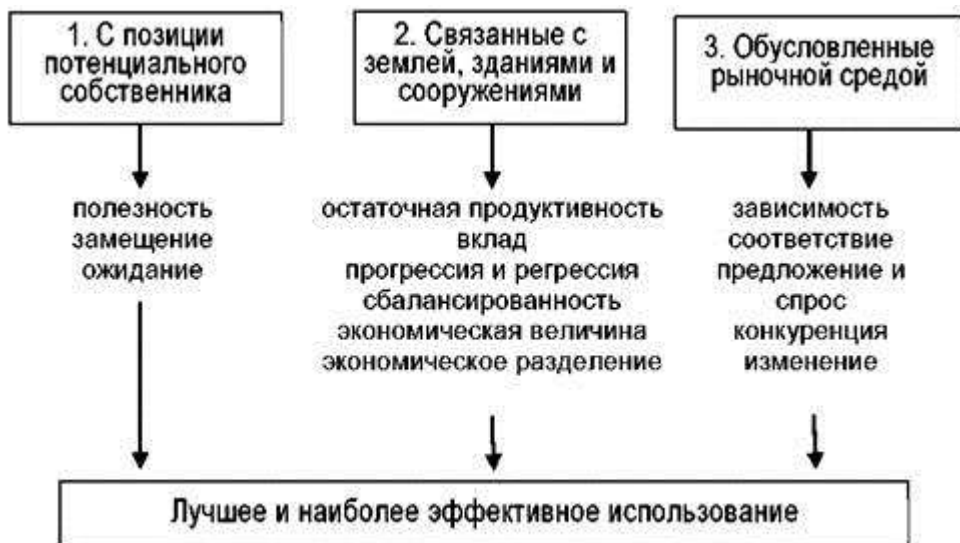 1. С позиции
потенциального
собственника
2. Связанные с
землей, зданиями и
сооружениями
3. Обусловленные
рыночной средой
полезность
замещение
ожидание
остаточная продуктивность
вклад
прогрессия и регрессия
сбалансированность
экономическая величина
экономическое разделение
зависимость
соответствие
предложение и
спрос
конкуренция
изменение
Лучшее и наиболее эффективное использование